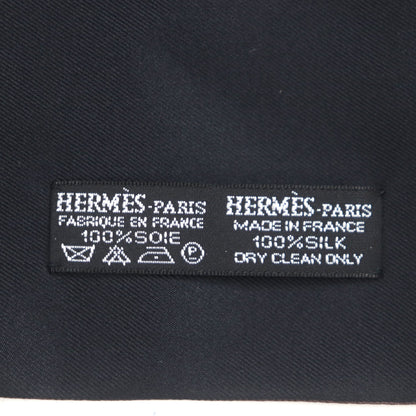 HERMÈS-PARIS
FABRIQUE EN FRANCE
100%SOIE
P
HERMÈS-PARIS
MADE IN FRANCE
100%SILK
DRY CLEAN ONLY